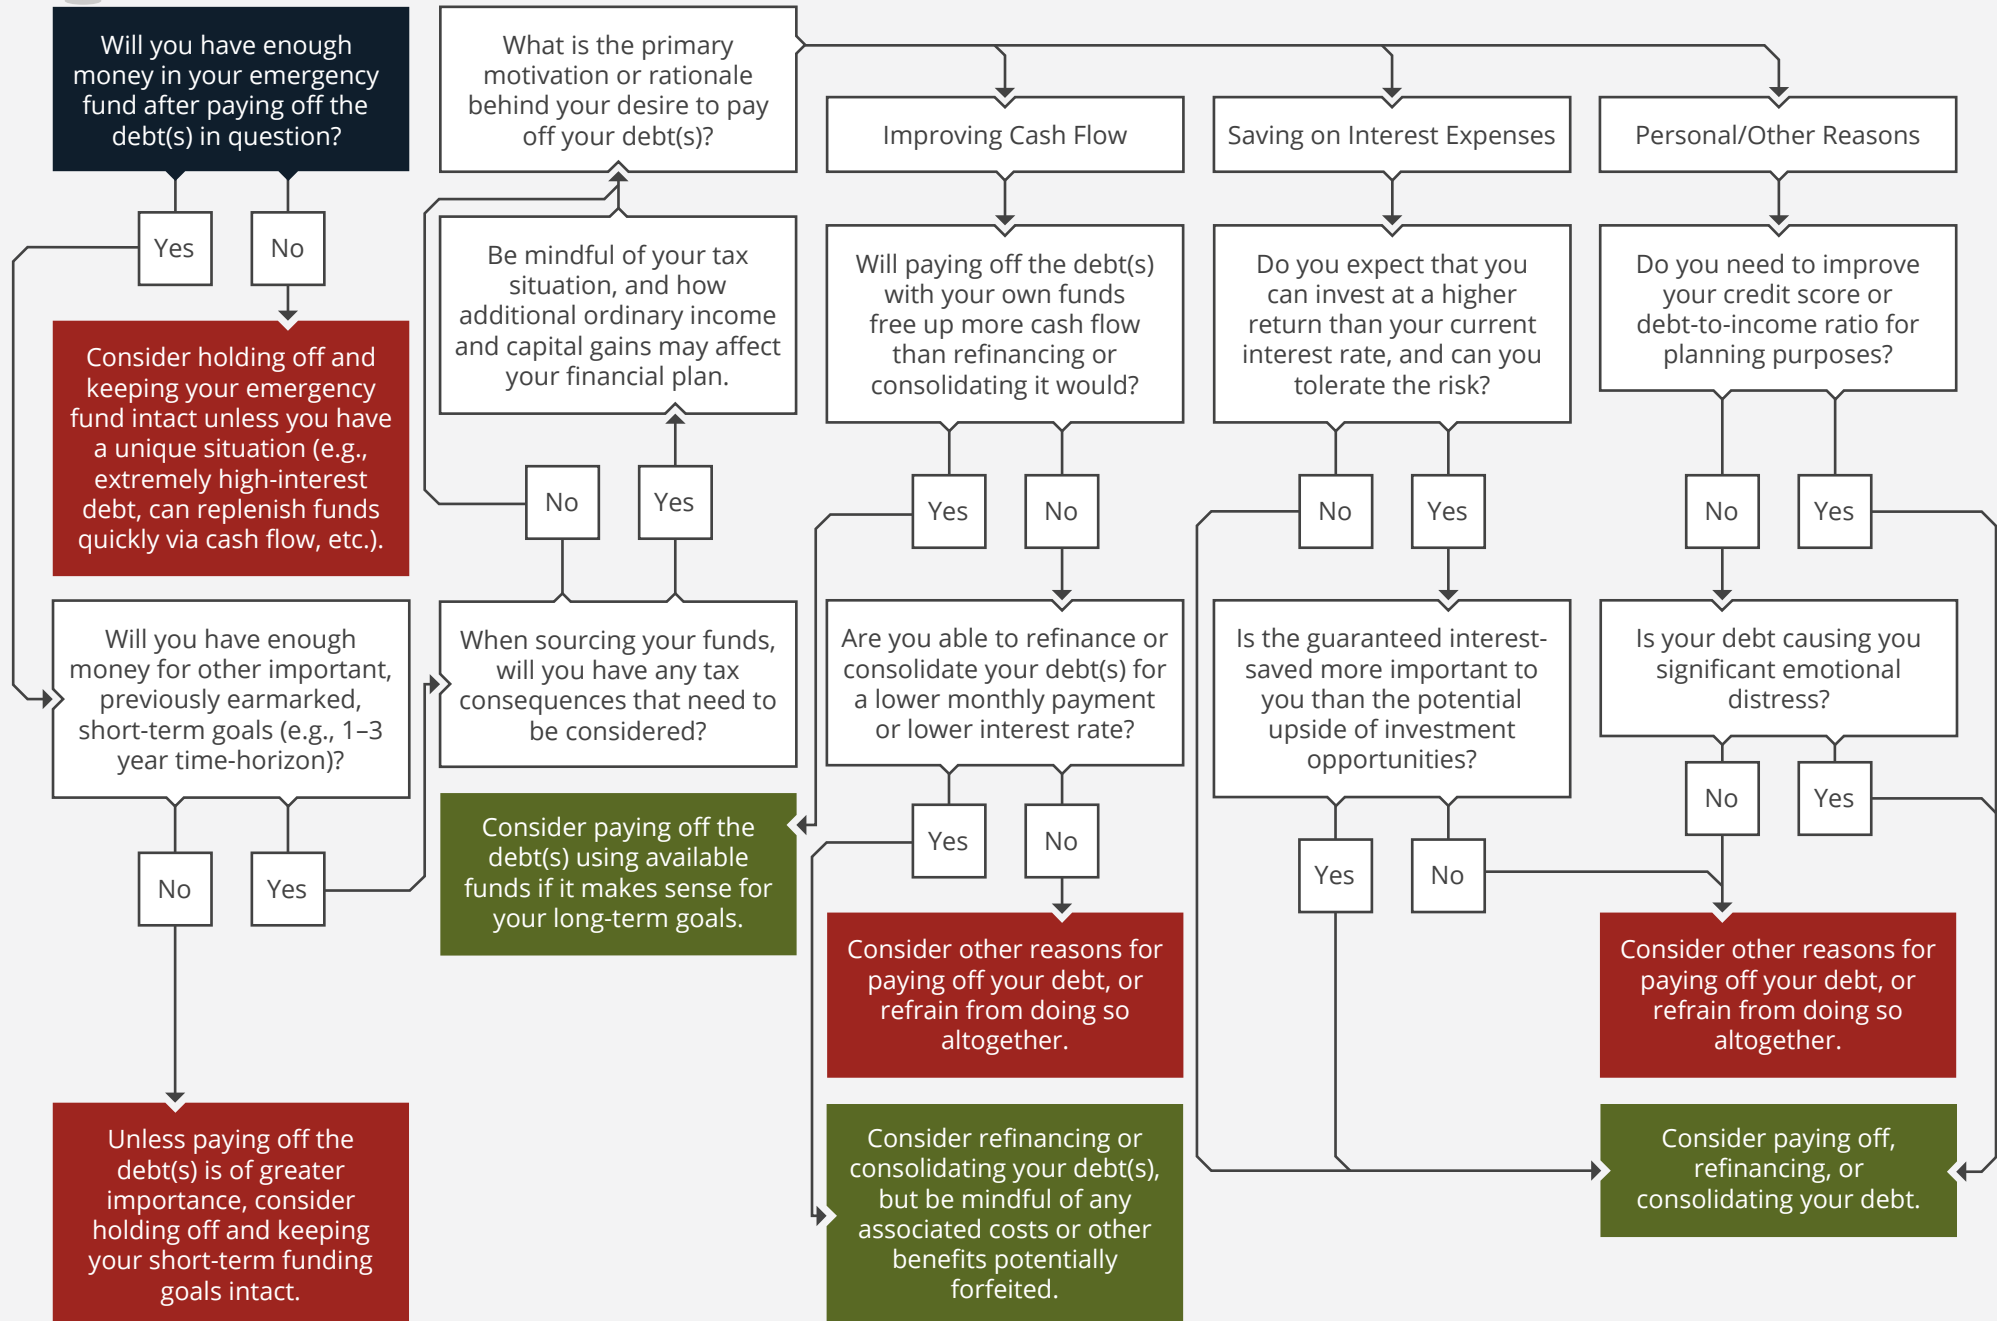 Will you have enough
money in your emergency
fund after paying off the
debt(s) in question?
Yes
No
Consider holding off and
keeping your emergency
fund intact unless you have
a unique situation (e.g.,
extremely high-interest
debt, can replenish funds
quickly via cash flow, etc.).
Will you have enough
money for other important,
previously earmarked,
short-term goals (e.g., 1–3
year time-horizon)?
No
Yes
Unless paying off the
debt(s) is of greater
importance, consider
holding off and keeping
your short-term funding
goals intact.
What is the primary
motivation or rationale
behind your desire to pay
off your debt(s)?
Be mindful of your tax
situation, and how
additional ordinary income
and capital gains may affect
your financial plan.
No
Yes
When sourcing your funds,
will you have any tax
consequences that need to
be considered?
Consider paying off the
debt(s) using available
funds if it makes sense for
your long-term goals.
Improving Cash Flow
Will paying off the debt(s)
with your own funds
free up more cash flow
than refinancing or
consolidating it would?
Yes
No
Are you able to refinance or
consolidate your debt(s) for
a lower monthly payment
or lower interest rate?
Yes
No
Consider other reasons for
paying off your debt, or
refrain from doing so
altogether.
Consider refinancing or
consolidating your debt(s),
but be mindful of any
associated costs or other
benefits potentially
forfeited.
Saving on Interest Expenses
Do you expect that you
can invest at a higher
return than your current
interest rate, and can you
tolerate the risk?
No
Yes
Is the guaranteed interest-
saved more important to
you than the potential
upside of investment
opportunities?
Yes
No
Personal/Other Reasons
Do you need to improve
your credit score or
debt-to-income ratio for
planning purposes?
No
Yes
Is your debt causing you
significant emotional
distress?
No
Yes
Consider other reasons for
paying off your debt, or
refrain from doing so
altogether.
Consider paying off,
refinancing, or
consolidating your debt.